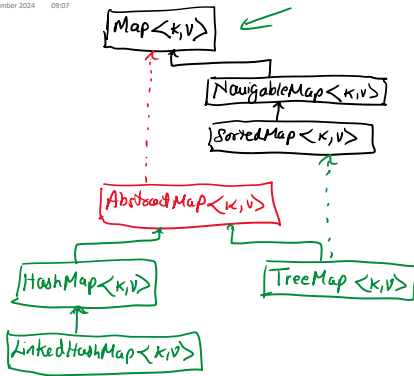 mber 2024 09:07
Map<K,V>
NavigableMap<K,V>
SortedMap<K,V>
AbstractMap<K,V>
HashMap<K,V>
TreeMap <K,V>
LinkedHashMap<K,V>